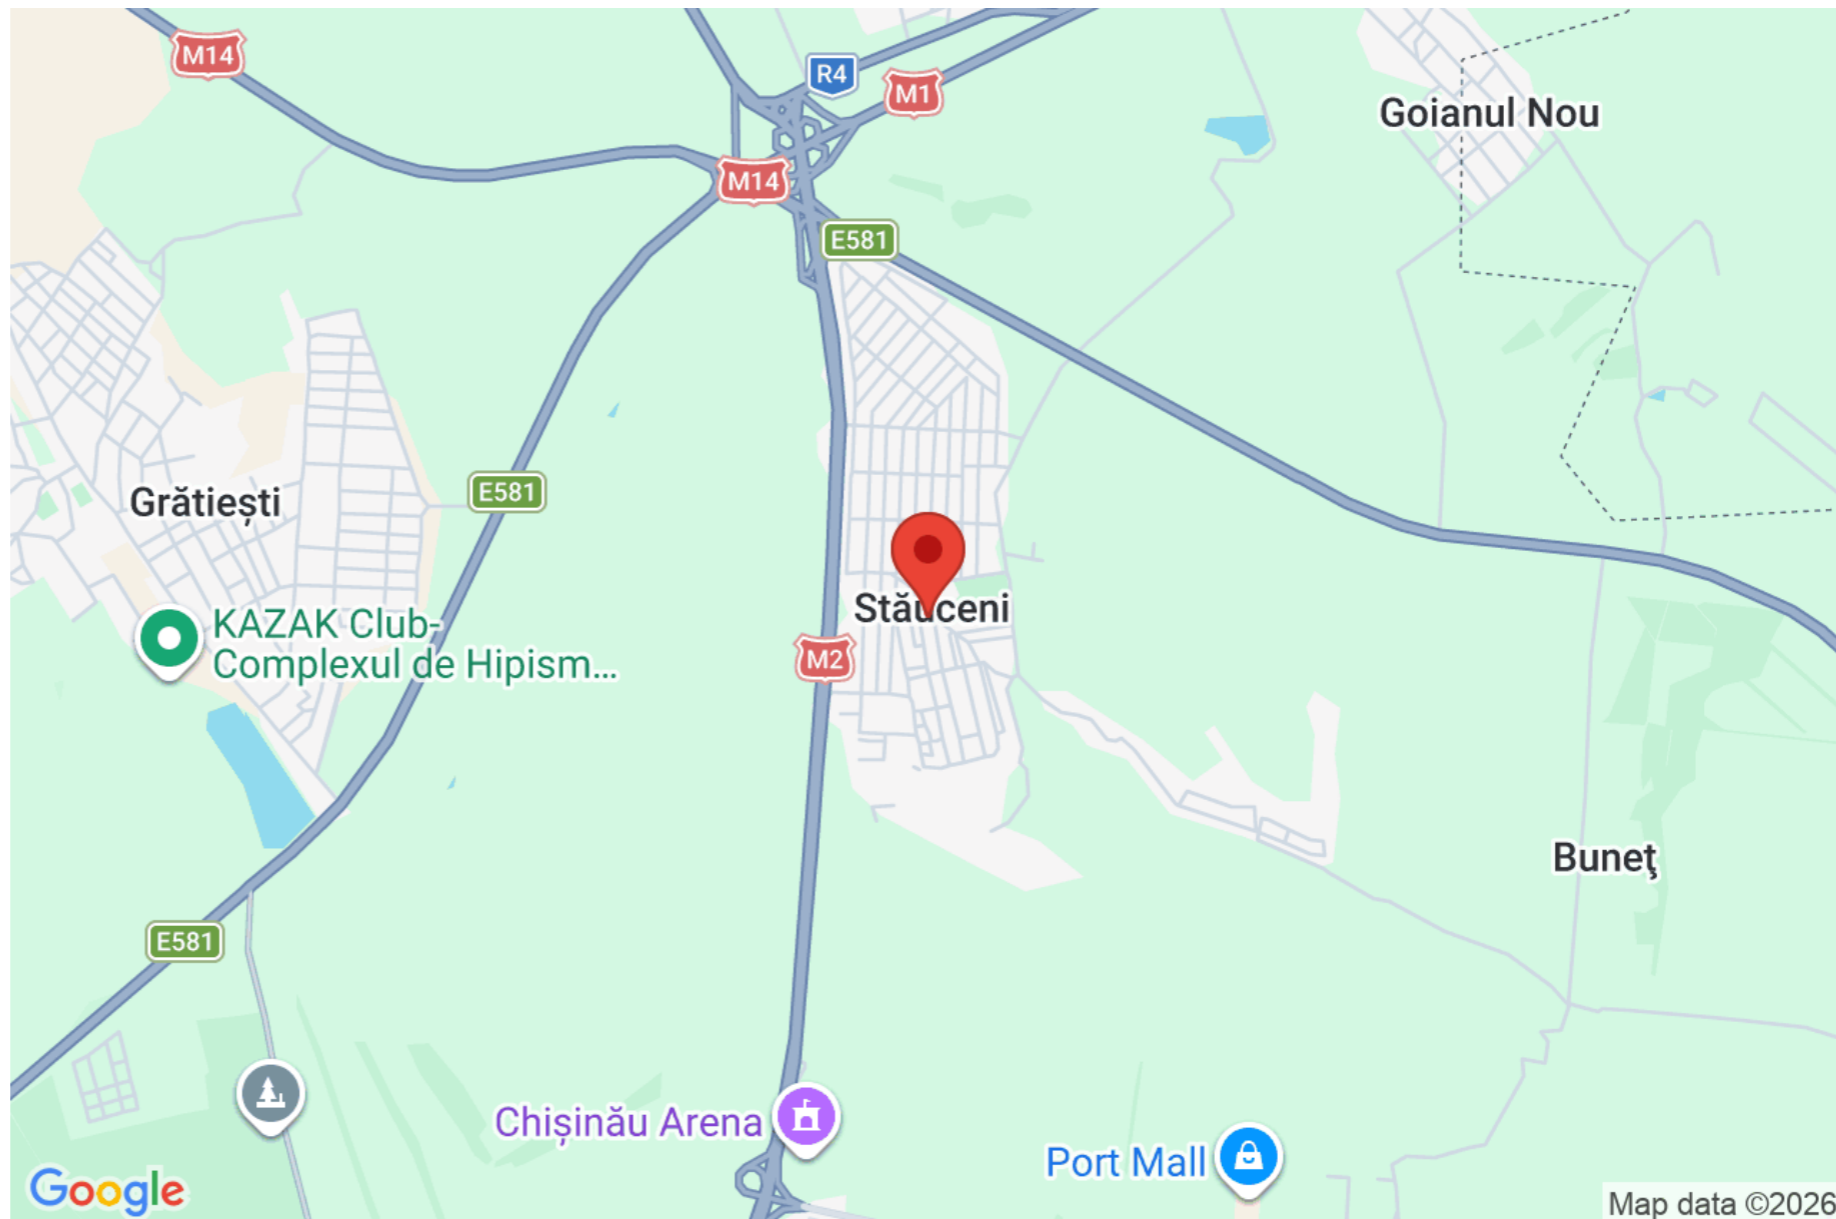 M14
R4
M1
Goianul Nou
M14
E581
Grătiești
E581
Stăuceni
KAZAK Club-
Complexul de Hipism...
M2
Buneţ
E581
Chișinău Arena
Port Mall
Google
Map data ©2026